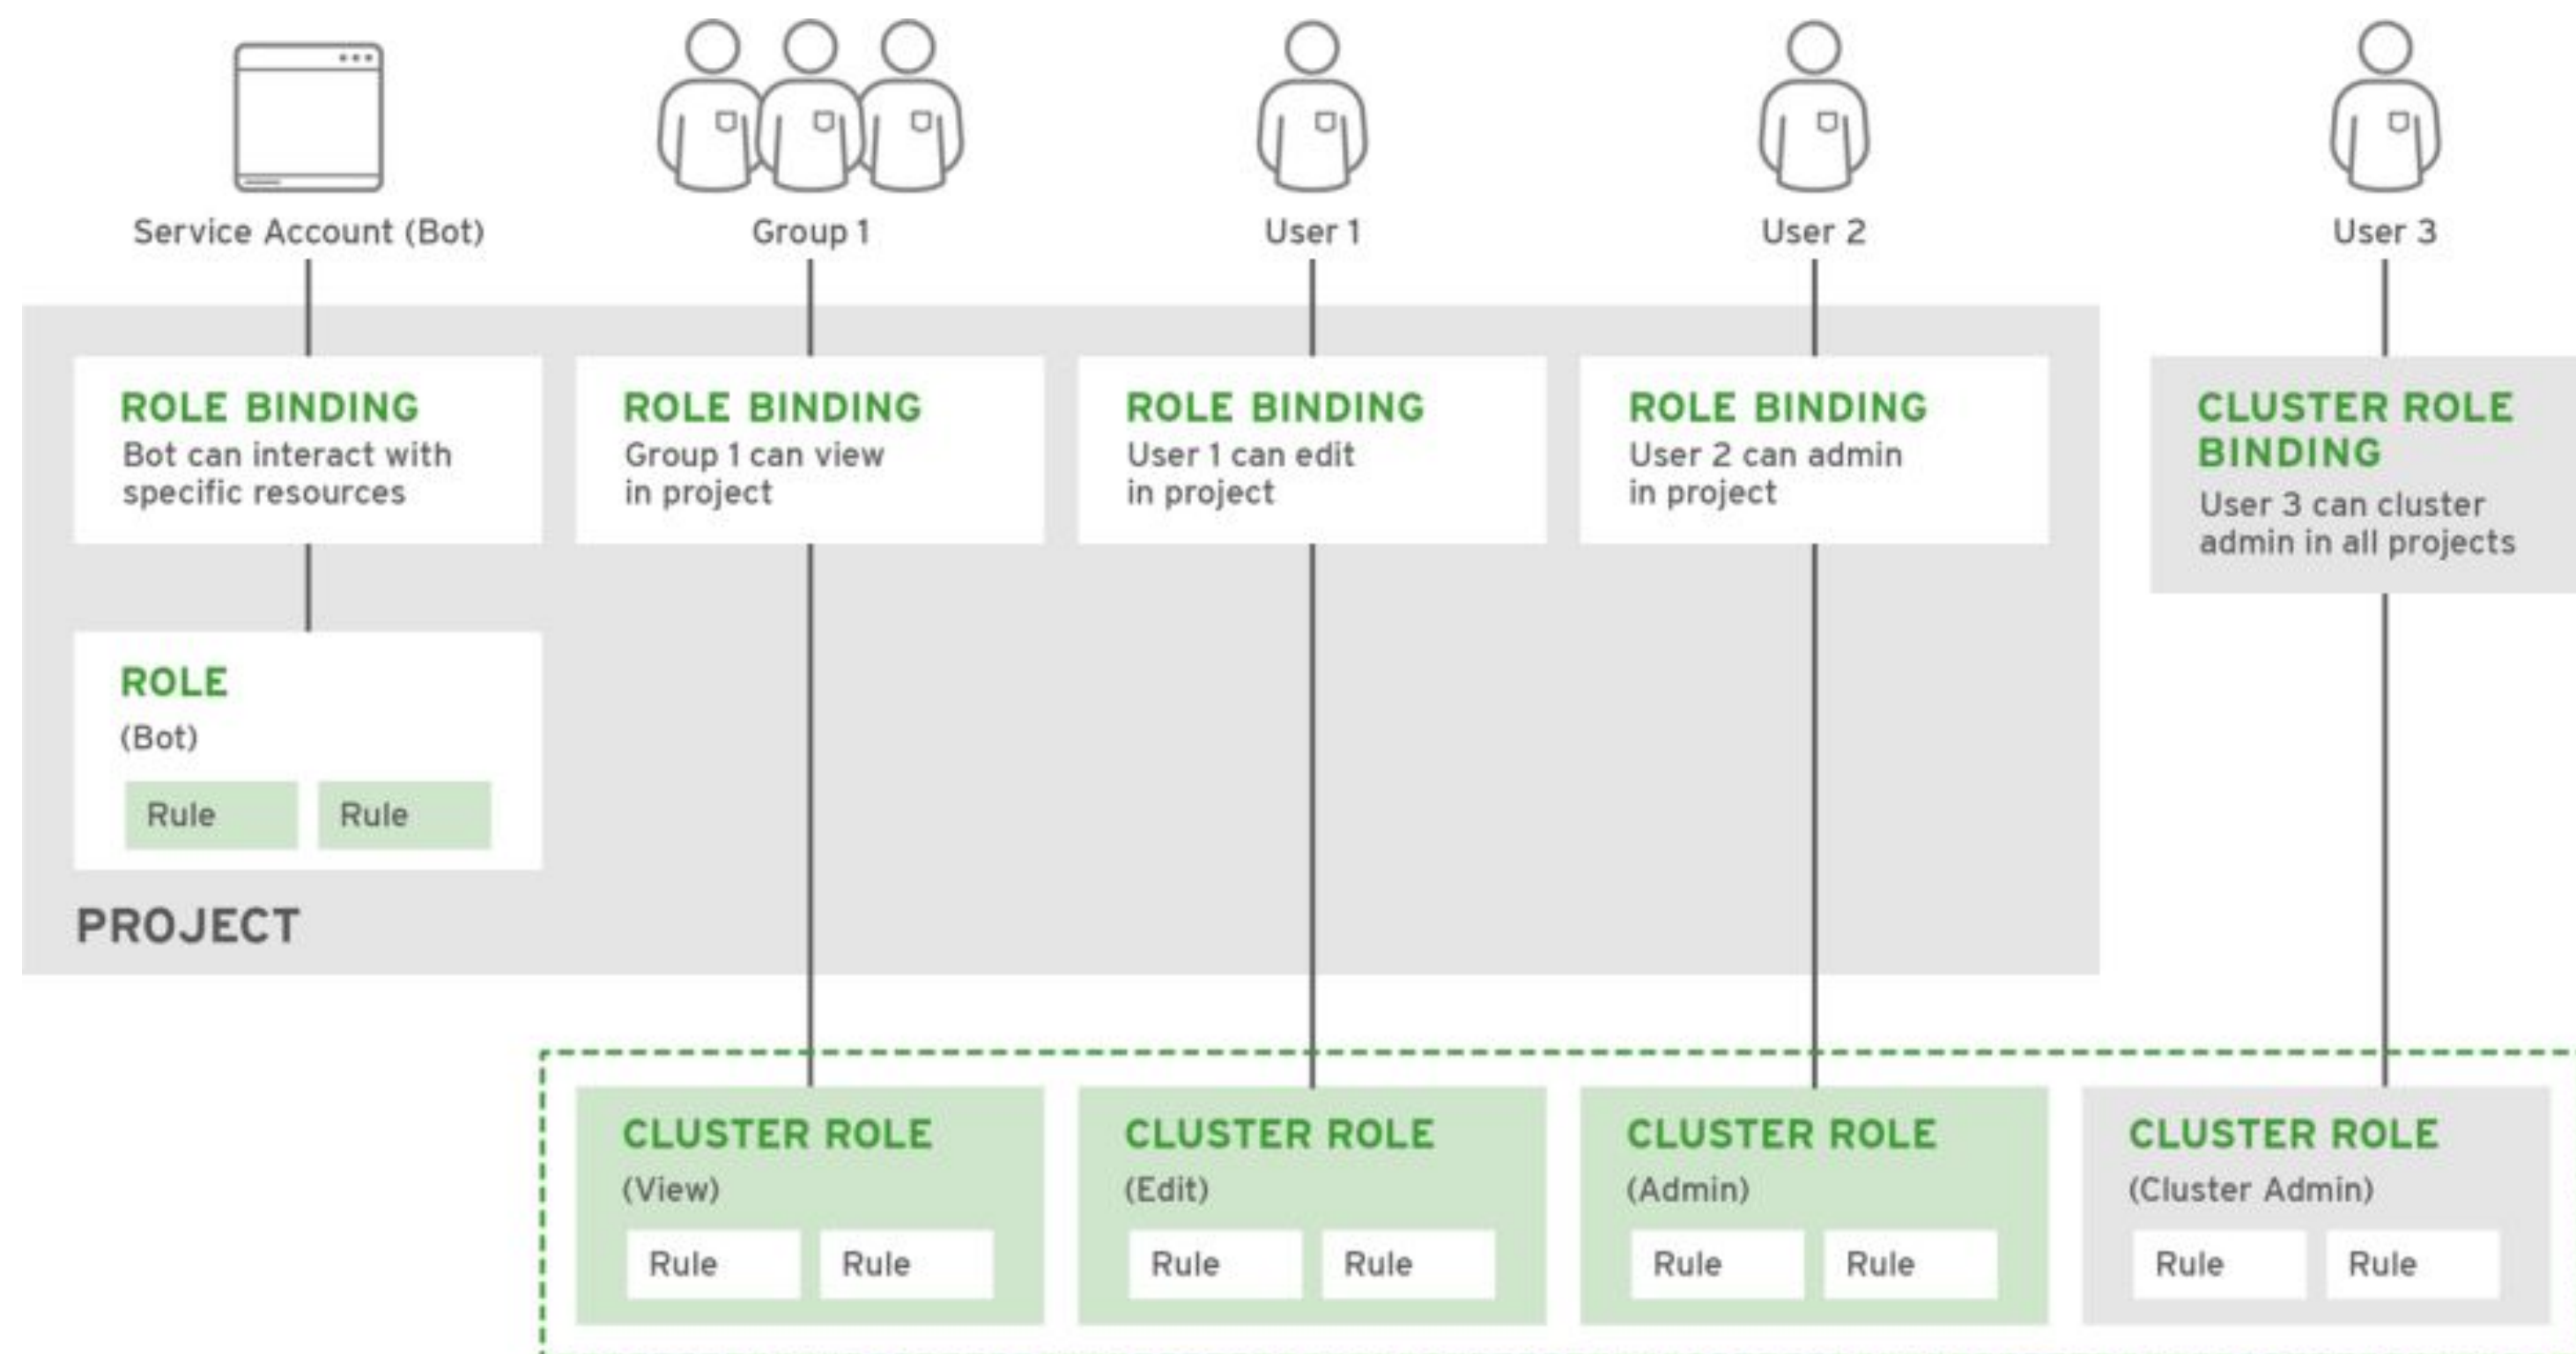 Service Account (Bot)
Group 1
User 1
User 2
User 3
ROLE BINDING
Bot can interact with
specific resources
ROLE BINDING
Group 1 can view
in project
ROLE BINDING
User 1 can edit
in project
ROLE BINDING
User 2 can admin
in project
CLUSTER ROLE
BINDING
User 3 can cluster
admin in all projects
ROLE
(Bot)
Rule
Rule
PROJECT
CLUSTER ROLE
(View)
Rule
Rule
CLUSTER ROLE
(Edit)
Rule
Rule
CLUSTER ROLE
(Admin)
Rule
Rule
CLUSTER ROLE
(Cluster Admin)
Rule
Rule